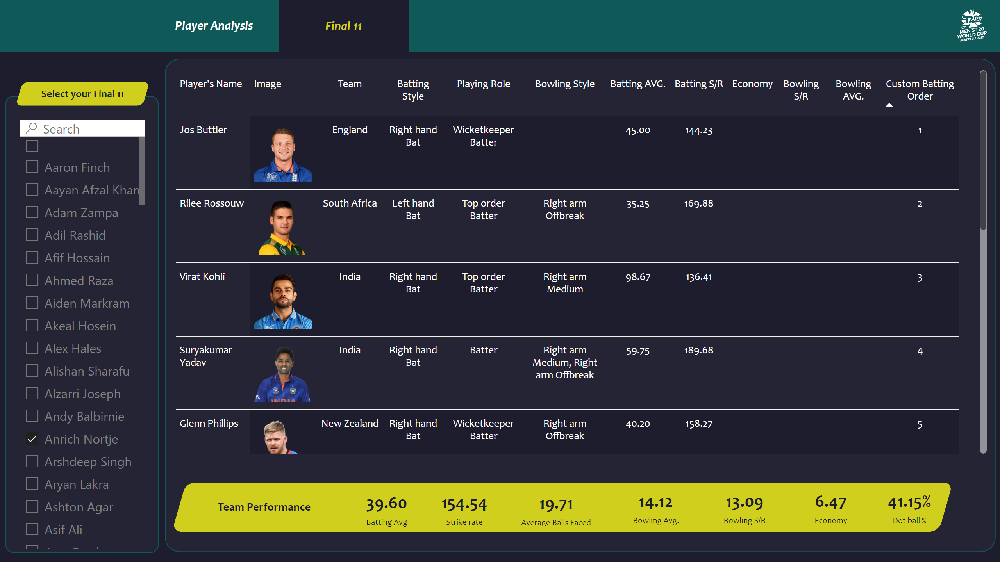 Player Analysis
Final 11
ICC
MEN'S T20
WORLD CUP
AUSTRALIA 2022
Select your Final 11
Search
Aaron Finch
Aayan Afzal Khan
Adam Zampa
Adil Rashid
Afif Hossain
Ahmed Raza
Aiden Markram
Akeal Hosein
Alex Hales
Alishan Sharafu
Alzarri Joseph
Andy Balbirnie
Anrich Nortje
Arshdeep Singh
Aryan Lakra
Ashton Agar
Asif Ali
Player's Name Image Team Batting Style Playing Role Bowling Style Batting AVG. Batting S/R Economy Bowling S/R Bowling AVG. Custom Batting Order
Jos Buttler England Right hand Bat Wicketkeeper Batter 45.00 144.23 1
Rilee Rossouw South Africa Left hand Bat Top order Batter Right arm Offbreak 35.25 169.88 2
Virat Kohli India Right hand Bat Top order Batter Right arm Medium 98.67 136.41 3
Suryakumar Yadav India Right hand Bat Batter Right arm Medium, Right arm Offbreak 59.75 189.68 4
INDIA
Glenn Phillips New Zealand Right hand Bat Wicketkeeper Batter Right arm Offbreak 40.20 158.27 5
Team Performance
39.60 154.54 19.71 14.12 13.09 6.47 41.15%
Batting Avg Strike rate Average Balls Faced Bowling Avg. Bowling S/R Economy Dot ball %